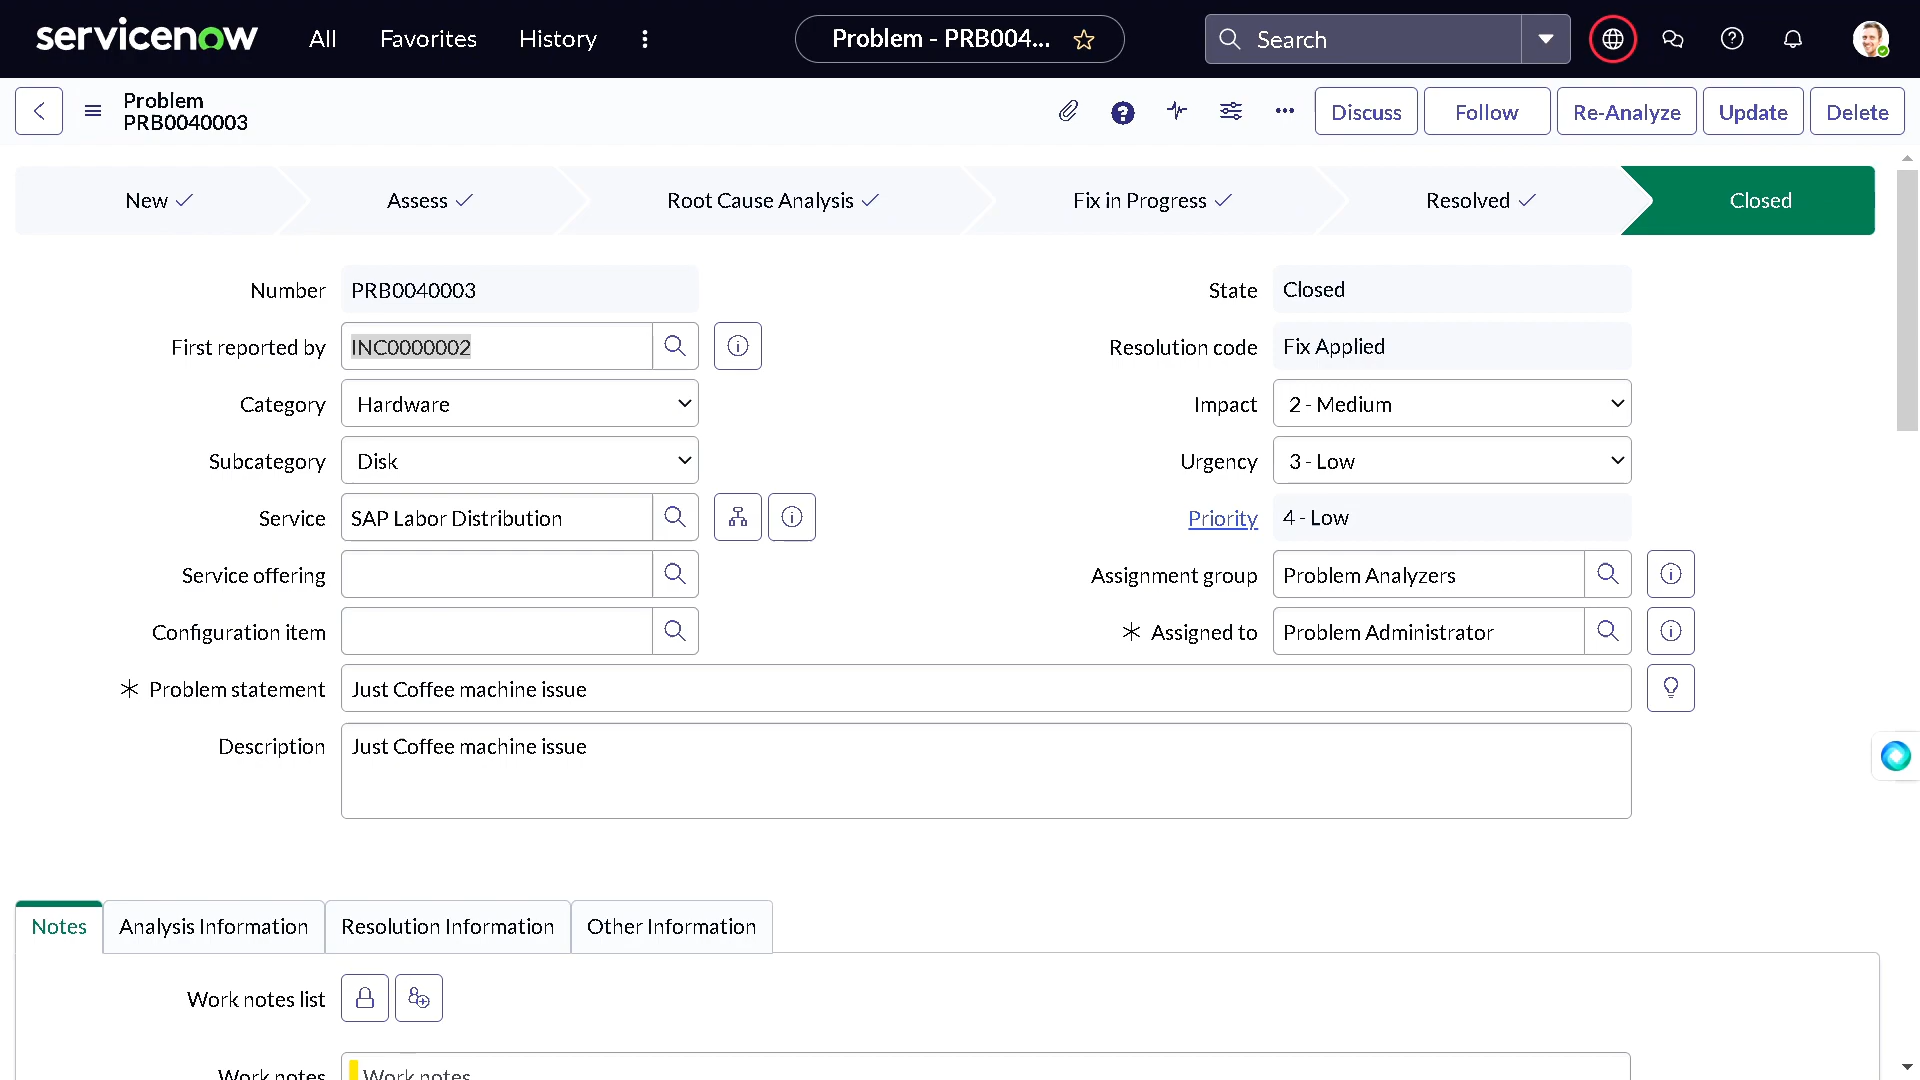 servicenow All Favorites History Problem - PRB004... Search
Problem
PRB0040003
Discuss Follow Re-Analyze Update Delete
New Assess Root Cause Analysis Fix in Progress Resolved Closed
Number PRB0040003 State Closed
First reported by INC0000002 Resolution code Fix Applied
Category Hardware Impact 2 - Medium
Subcategory Disk Urgency 3 - Low
Service SAP Labor Distribution Priority 4 - Low
Service offering Assignment group Problem Analyzers
Configuration item Assigned to Problem Administrator
Problem statement Just Coffee machine issue
Description Just Coffee machine issue
Notes Analysis Information Resolution Information Other Information
Work notes list
Work notes Work notes